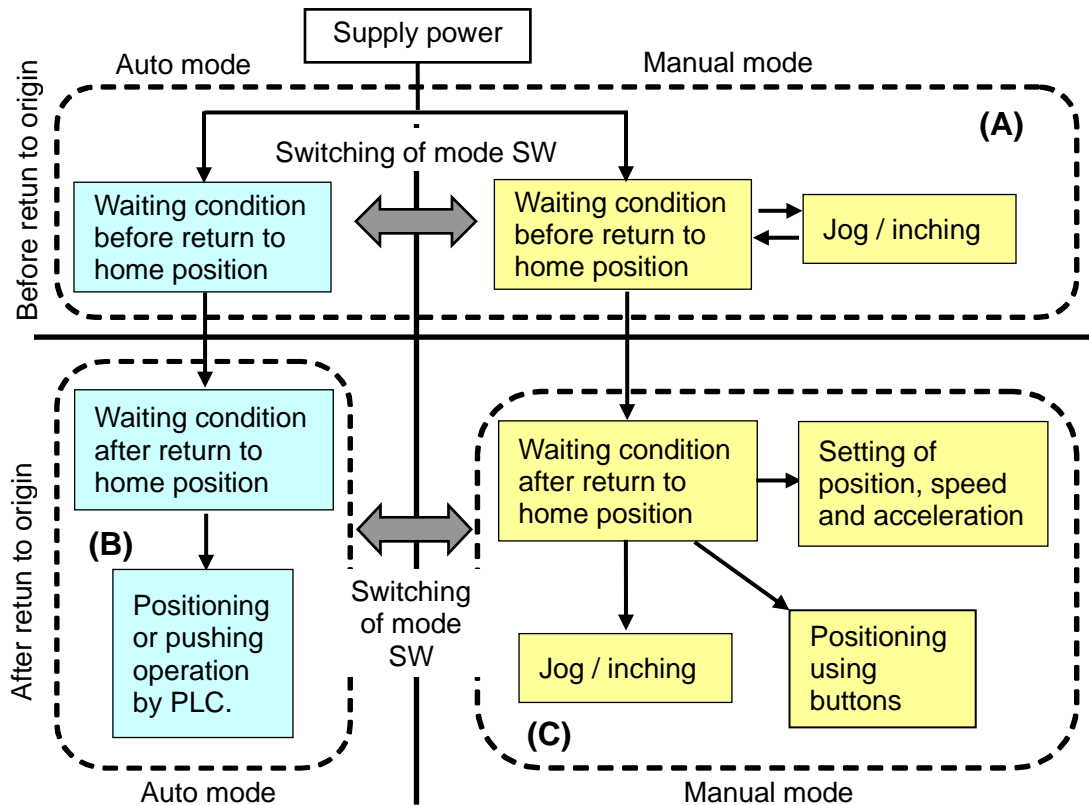 Supply power
Auto mode
Manual mode
Before retun to origin
(A)
Switching of mode SW
Waiting condition
before return to
home position
Waiting condition
before return to
home position
Jog / inching
After retun to origin
Waiting condition
after return to
home position
(B)
Positioning
or pushing
operation
by PLC.
Auto mode
Switching
of mode
SW
Waiting condition
after return to
home position
Setting of
position, speed
and acceleration
Jog / inching
Positioning
using
buttons
(C)
Manual mode